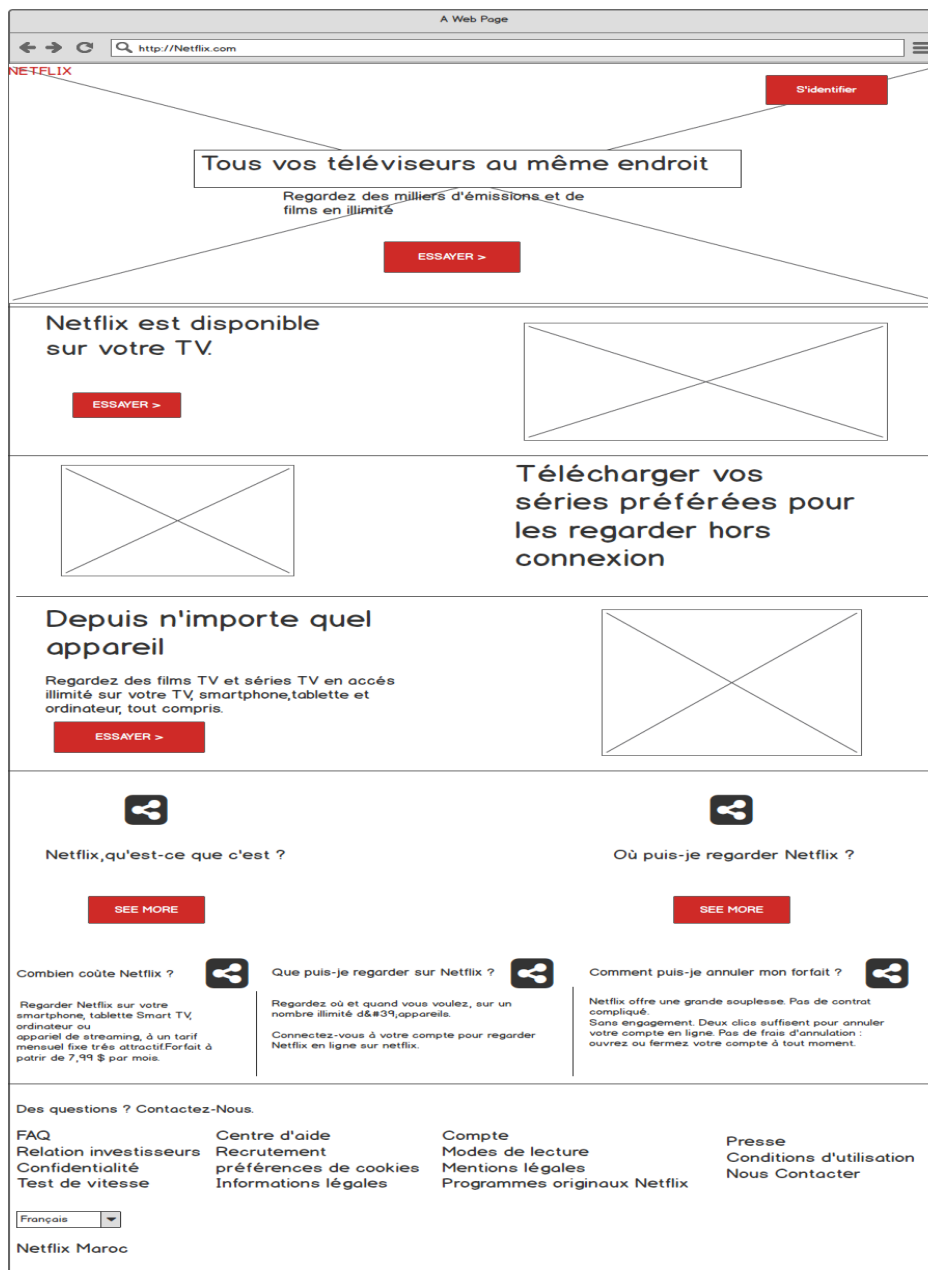 A Web Page
http://Netflix.com
NETFLIX
S'identifier
Tous vos téléviseurs au même endroit
Regardez des milliers d'émissions et de
films en illimité
ESSAYER >
Netflix est disponible
sur votre TV.
ESSAYER >
Télécharger vos
séries préférées pour
les regarder hors
connexion
Depuis n'importe quel
appareil
Regardez des films TV et séries TV en accés
illimité sur votre TV, smartphone,tablette et
ordinateur, tout compris.
ESSAYER >
Netflix,qu'est-ce que c'est ?
Où puis-je regarder Netflix ?
SEE MORE
SEE MORE
Combien coûte Netflix ?
Regarder Netflix sur votre
smartphone, tablette Smart TV,
ordinateur ou
appariel de streaming, à un tarif
mensuel fixe trés attractif.Forfait à
patrir de 7,99 $ par mois.
Que puis-je regarder sur Netflix ?
Regardez où et quand vous voulez, sur un
nombre illimité d&#39;appareils.
Connectez-vous à votre compte pour regarder
Netflix en ligne sur netflix.
Comment puis-je annuler mon forfait ?
Netflix offre une grande souplesse. Pas de contrat
compliqué.
Sans engagement. Deux clics suffisent pour annuler
votre compte en ligne. Pas de frais d'annulation :
ouvrez ou fermez votre compte à tout moment.
Des questions ? Contactez-Nous.
FAQ
Relation investisseurs
Confidentialité
Test de vitesse
Centre d'aide
Recrutement
préférences de cookies
Informations légales
Compte
Modes de lecture
Mentions légales
Programmes originaux Netflix
Presse
Conditions d'utilisation
Nous Contacter
Français
Netflix Maroc